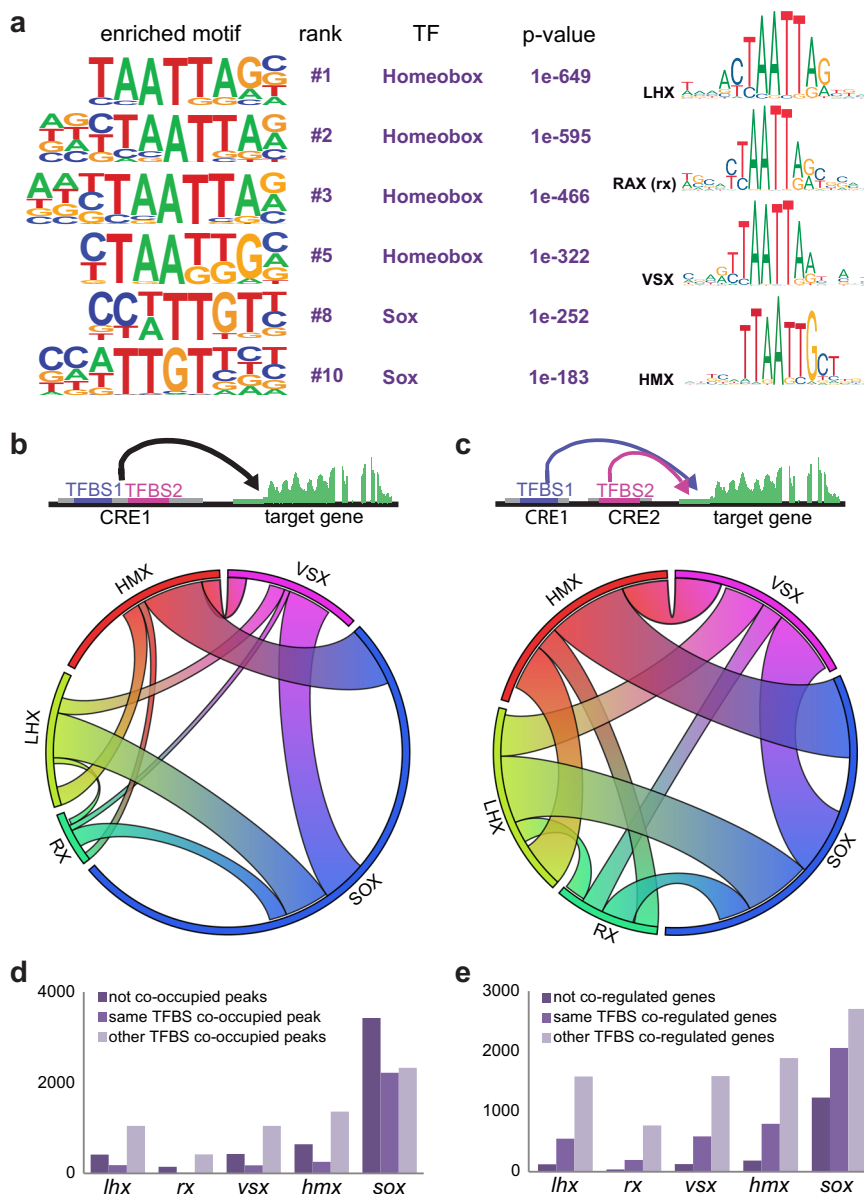 a
enriched motif rank TF p-value
#1 Homeobox 1e-649
LHX
#2 Homeobox 1e-595
RAX (rx)
#3 Homeobox 1e-466
#5 Homeobox 1e-322
VSX
#8 Sox 1e-252
#10 Sox 1e-183
HMX
b
TFBS1 TFBS2
CRE1 target gene
c
TFBS1 TFBS2
CRE1 CRE2 target gene
HMX VSX
LHX
RX
SOX
HMX VSX
LHX
RX
SOX
d
4000
2000
0
not co-occupied peaks
same TFBS co-occupied peak
other TFBS co-occupied peaks
lhx rx vsx hmx sox
e
3000
2000
1000
0
not co-regulated genes
same TFBS co-regulated genes
other TFBS co-regulated genes
lhx rx vsx hmx sox